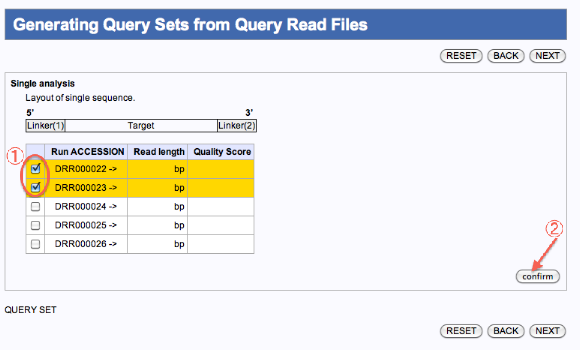 Generating Query Sets from Query Read Files
RESET BACK NEXT
Single analysis
Layout of single sequence.
5' 3'
Linker(1) Target Linker(2)
① Run ACCESSION Read length Quality Score
DRR000022 -> bp
DRR000023 -> bp
DRR000024 -> bp
DRR000025 -> bp
②
DRR000026 -> bp
confirm
QUERY SET
RESET BACK NEXT